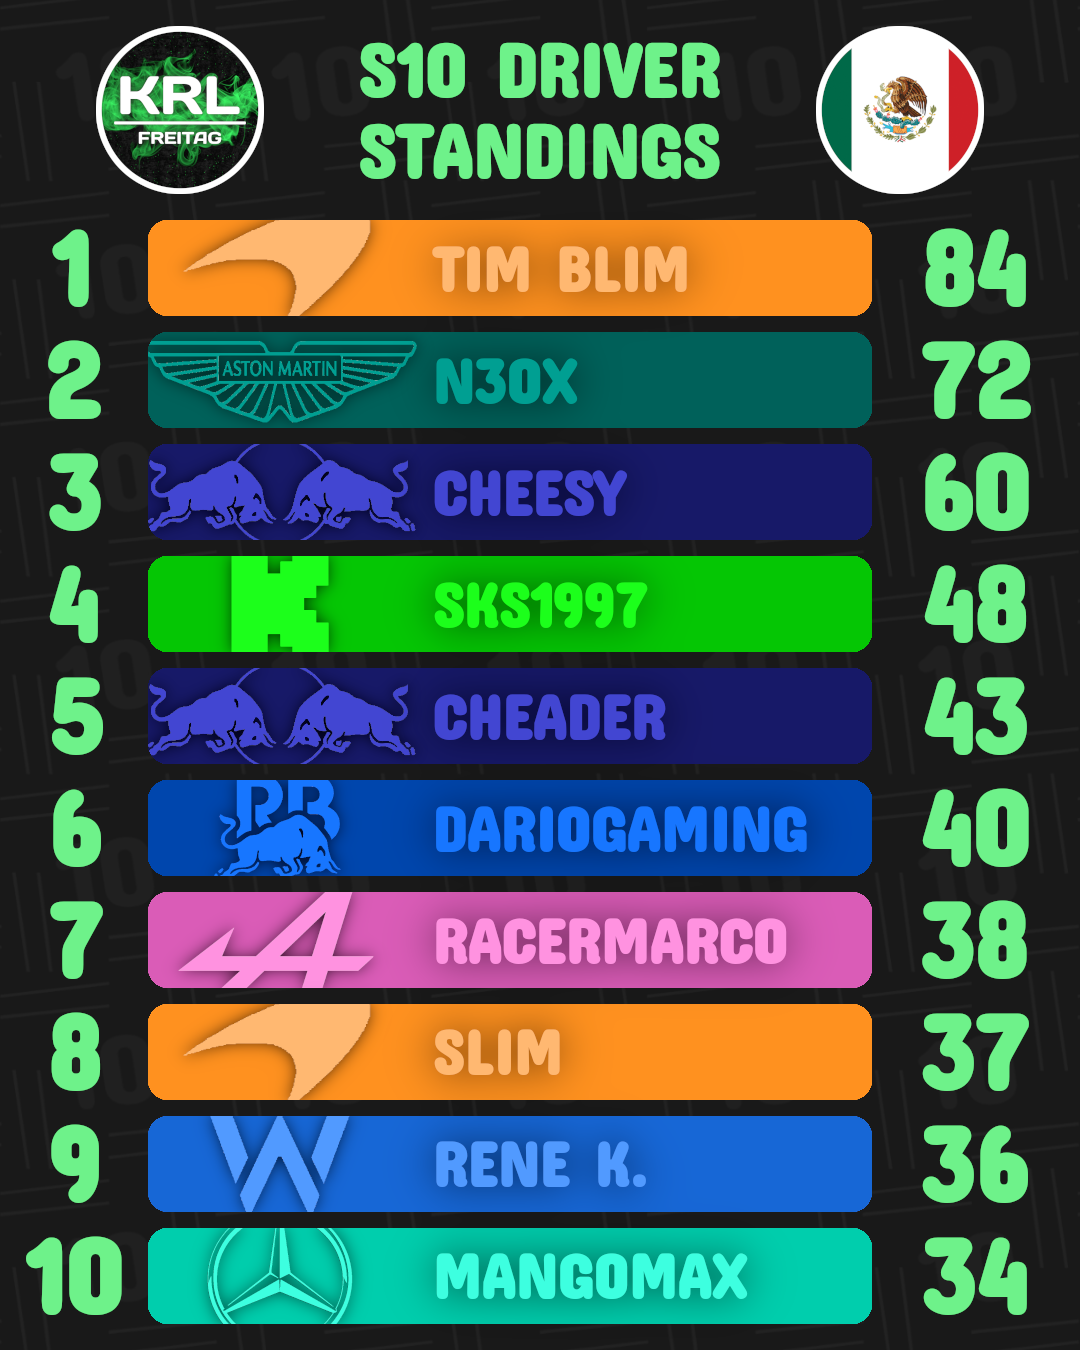 KRL
FREITAG
S10 DRIVER
STANDINGS
1 TIM BLIM 84
2 ASTON MARTIN N30X 72
3 CHEESY 60
4 K SKS1997 48
5 CHEADER 43
6 RB DARIOGAMING 40
7 RACERMARCO 38
8 SLIM 37
9 W RENE K. 36
10 MANGOMAX 34